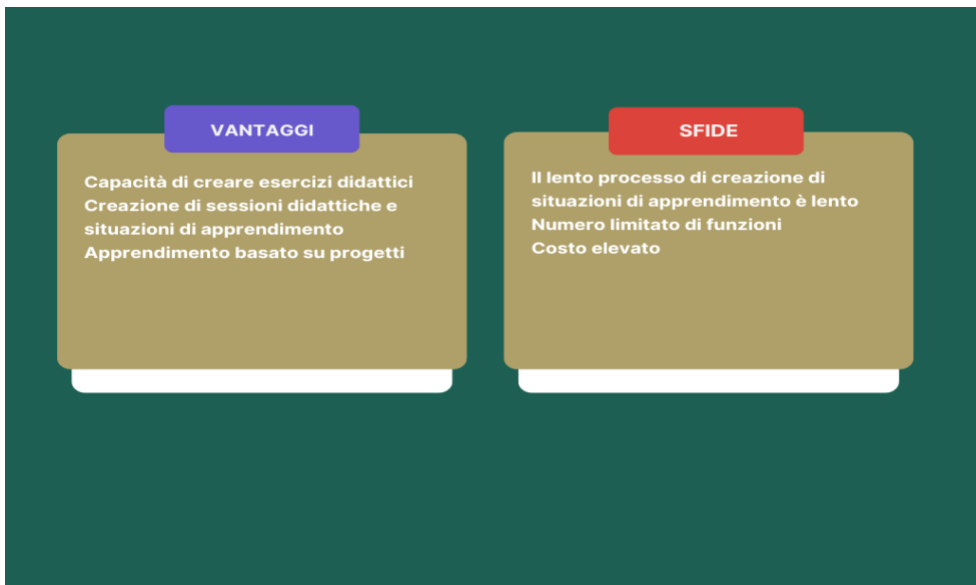 VANTAGGI
Capacità di creare esercizi didattici
Creazione di sessioni didattiche e
situazioni di apprendimento
Apprendimento basato su progetti
SFIDE
Il lento processo di creazione di
situazioni di apprendimento è lento
Numero limitato di funzioni
Costo elevato